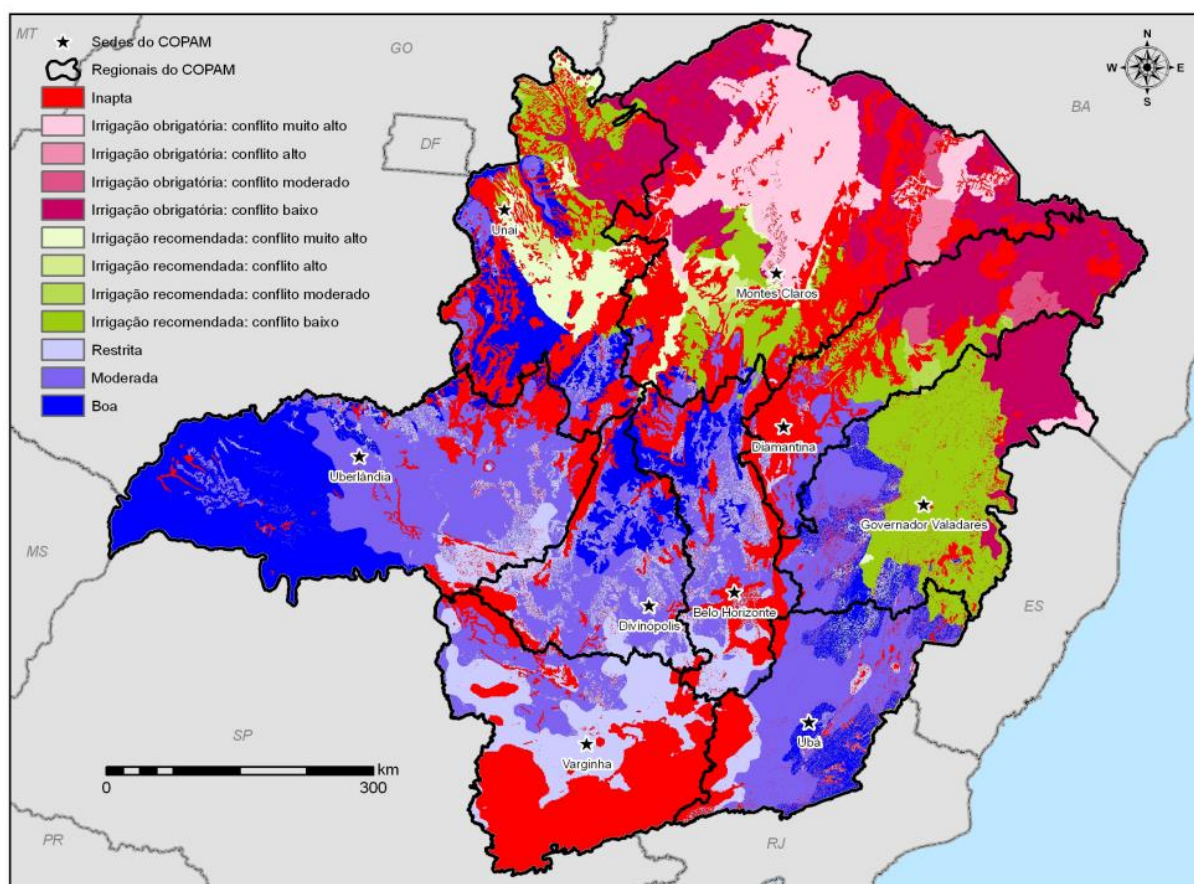 MT
GO
DF
BA
MS
ES
SP
PR
RJ
N
W
E
S
Sedes do COPAM
Regionais do COPAM
Inapta
Irrigação obrigatória: conflito muito alto
Irrigação obrigatória: conflito alto
Irrigação obrigatória: conflito moderado
Irrigação obrigatória: conflito baixo
Irrigação recomendada: conflito muito alto
Irrigação recomendada: conflito alto
Irrigação recomendada: conflito moderado
Irrigação recomendada: conflito baixo
Restrita
Moderada
Boa
Unaí
Montes Claros
Diamantina
Uberlândia
Governador Valadares
Divinópolis
Belo Horizonte
Ubá
Varginha
km
0
300